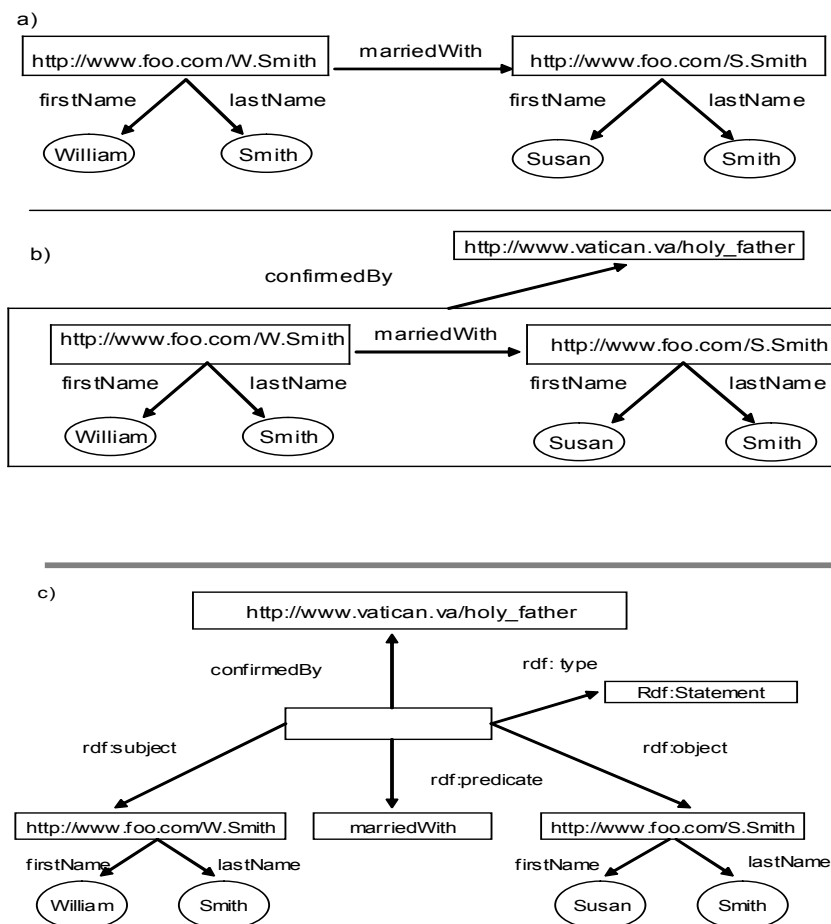 a)
http://www.foo.com/W.Smith
marriedWith
http://www.foo.com/S.Smith
firstName
lastName
firstName
lastName
William
Smith
Susan
Smith
b)
http://www.vatican.va/holy_father
confirmedBy
http://www.foo.com/W.Smith
marriedWith
http://www.foo.com/S.Smith
firstName
lastName
firstName
lastName
William
Smith
Susan
Smith
c)
http://www.vatican.va/holy_father
confirmedBy
rdf: type
Rdf:Statement
rdf:subject
rdf:object
rdf:predicate
http://www.foo.com/W.Smith
marriedWith
http://www.foo.com/S.Smith
firstName
lastName
firstName
lastName
William
Smith
Susan
Smith